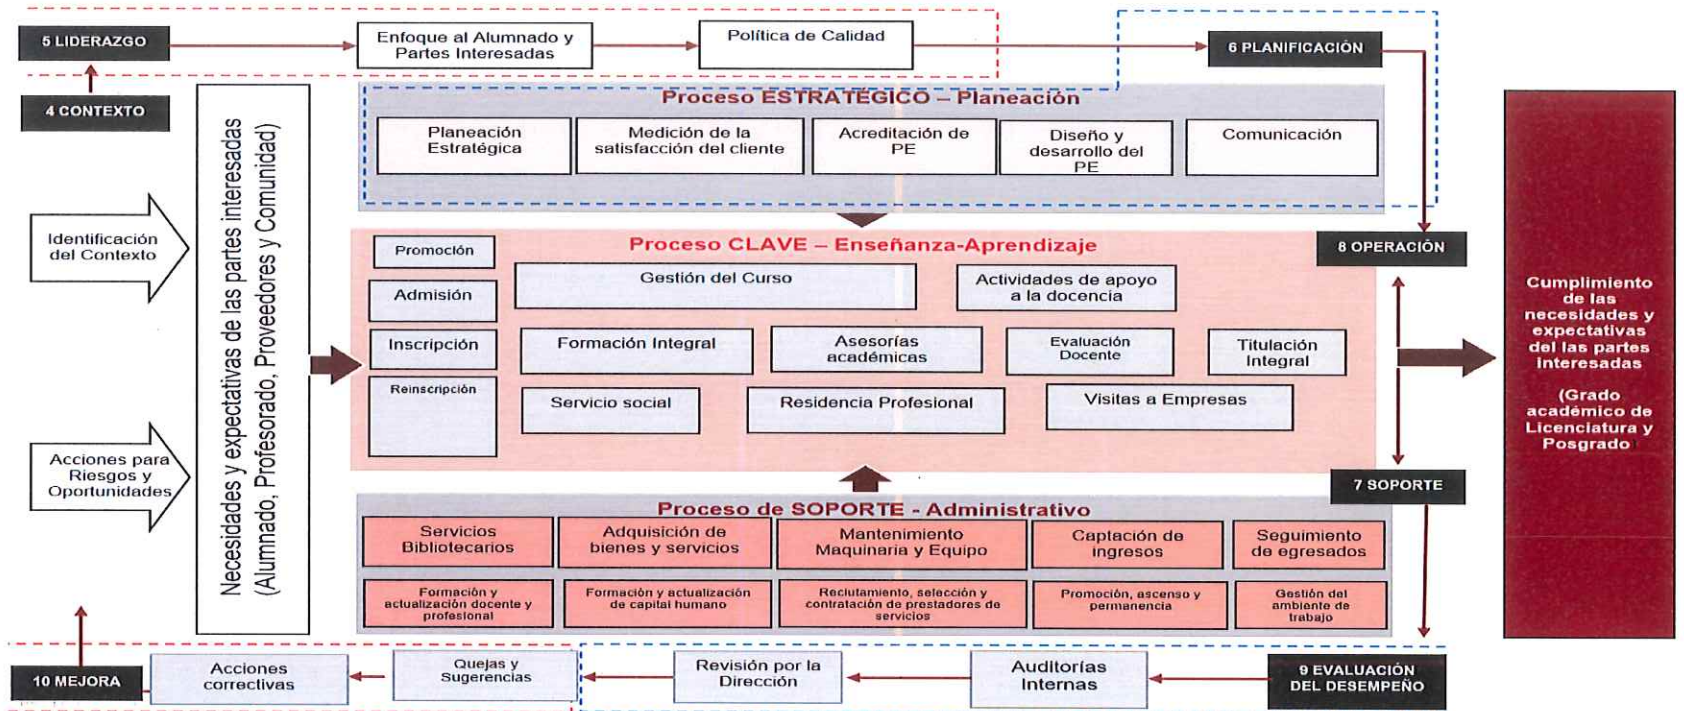 5 LIDERAZGO
Enfoque al Alumnado y
Partes Interesadas
Política de Calidad
6 PLANIFICACIÓN
4 CONTEXTO
Necesidades y expectativas de las partes interesadas
(Alumnado, Profesorado, Proveedores y Comunidad)
Proceso ESTRATÉGICO – Planeación
Planeación
Estratégica
Medición de la
satisfacción del cliente
Acreditación de
PE
Diseño y
desarrollo del
PE
Comunicación
Identificación
del Contexto
Proceso CLAVE – Enseñanza-Aprendizaje
8 OPERACIÓN
Promoción
Admisión
Inscripción
Reinscripción
Gestión del Curso
Actividades de apoyo
a la docencia
Formación Integral
Asesorías
académicas
Evaluación
Docente
Titulación
Integral
Servicio social
Residencia Profesional
Visitas a Empresas
Cumplimiento
de las
necesidades y
expectativas
del las partes
interesadas
(Grado
académico de
Licenciatura y
Posgrado
Acciones para
Riesgos y
Oportunidades
7 SOPORTE
Proceso de SOPORTE - Administrativo
Servicios
Bibliotecarios
Adquisición de
bienes y servicios
Mantenimiento
Maquinaria y Equipo
Captación de
ingresos
Seguimiento
de egresados
Formación y
actualización docente y
profesional
Formación y actualización
de capital humano
Reclutamiento, selección y
contratación de prestadores de
servicios
Promoción, ascenso y
permanencia
Gestión del
ambiente de
trabajo
10 MEJORA
Acciones
correctivas
Quejas y
Sugerencias
Revisión por la
Dirección
Auditorías
Internas
9 EVALUACIÓN
DEL DESEMPEÑO